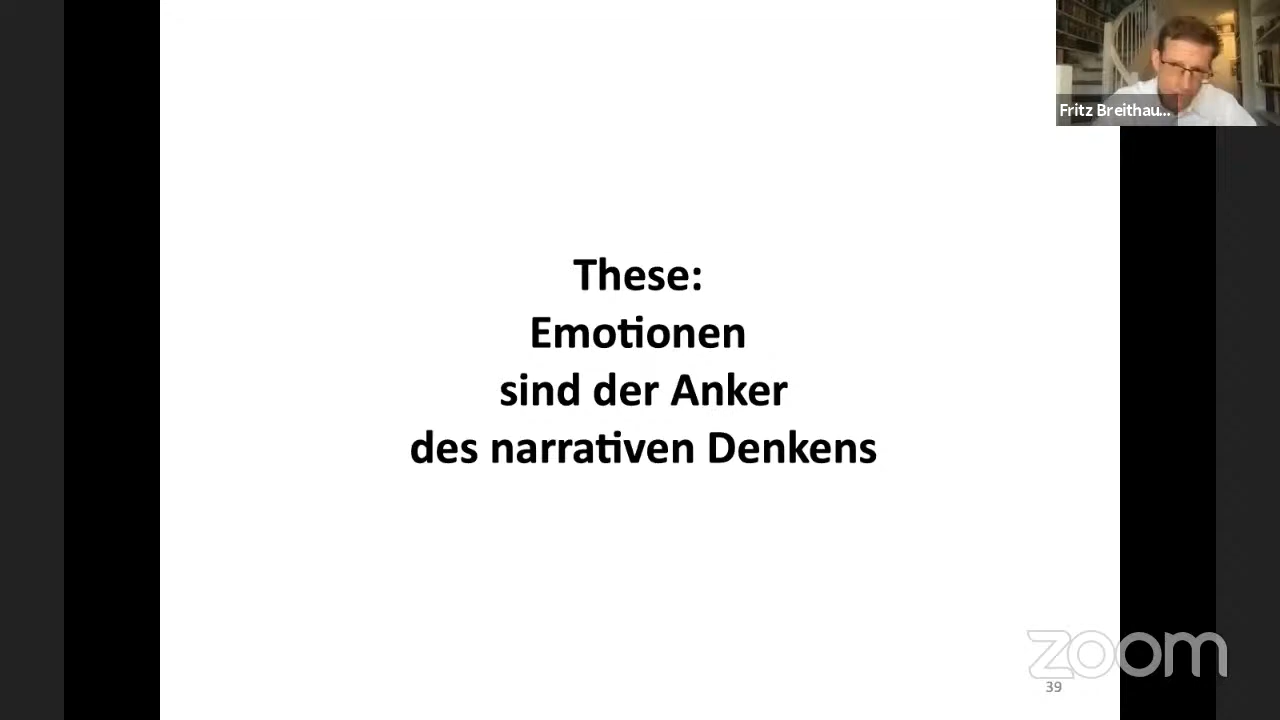 Fritz Breithau...
These:
Emotionen
sind der Anker
des narrativen Denkens
zoom
39